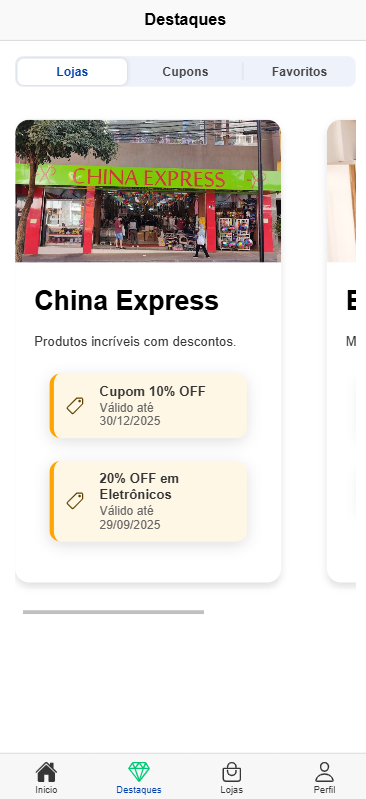 Destaques
Lojas
Cupons
Favoritos
CHINA EXPRESS
China Express
Produtos incríveis com descontos.
Cupom 10% OFF
Válido até
30/12/2025
20% OFF em
Eletrônicos
Válido até
29/09/2025
Inicio
Destaques
Lojas
Perfil